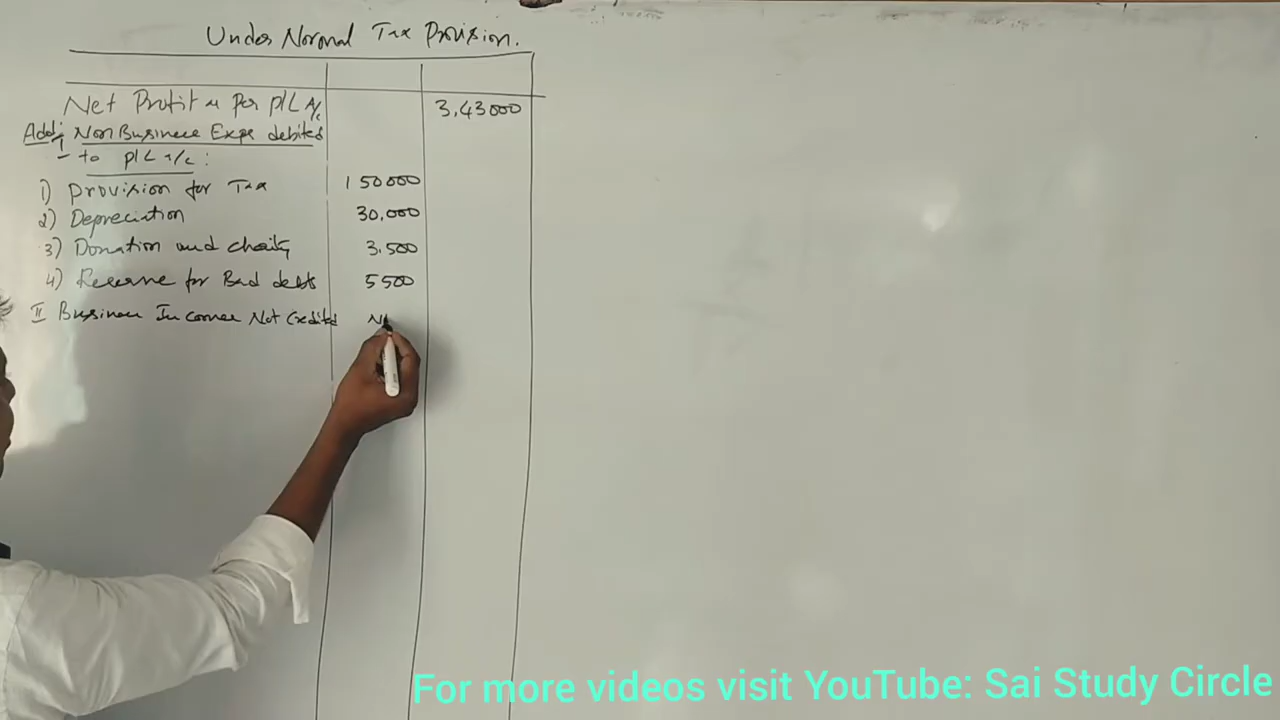 Under Normal Tax Provision.
Net Profit as Per P/L A/c 3,43000
Add: I Non Business Exps debited
to P/L A/c :
1) Provision for Tax 150000
2) Depreciation 30,000
3) Donation and charity 3,500
4) Reserve for Bad debts 5500
II Business Incomes Not Credited
For more videos visit YouTube: Sai Study Circle